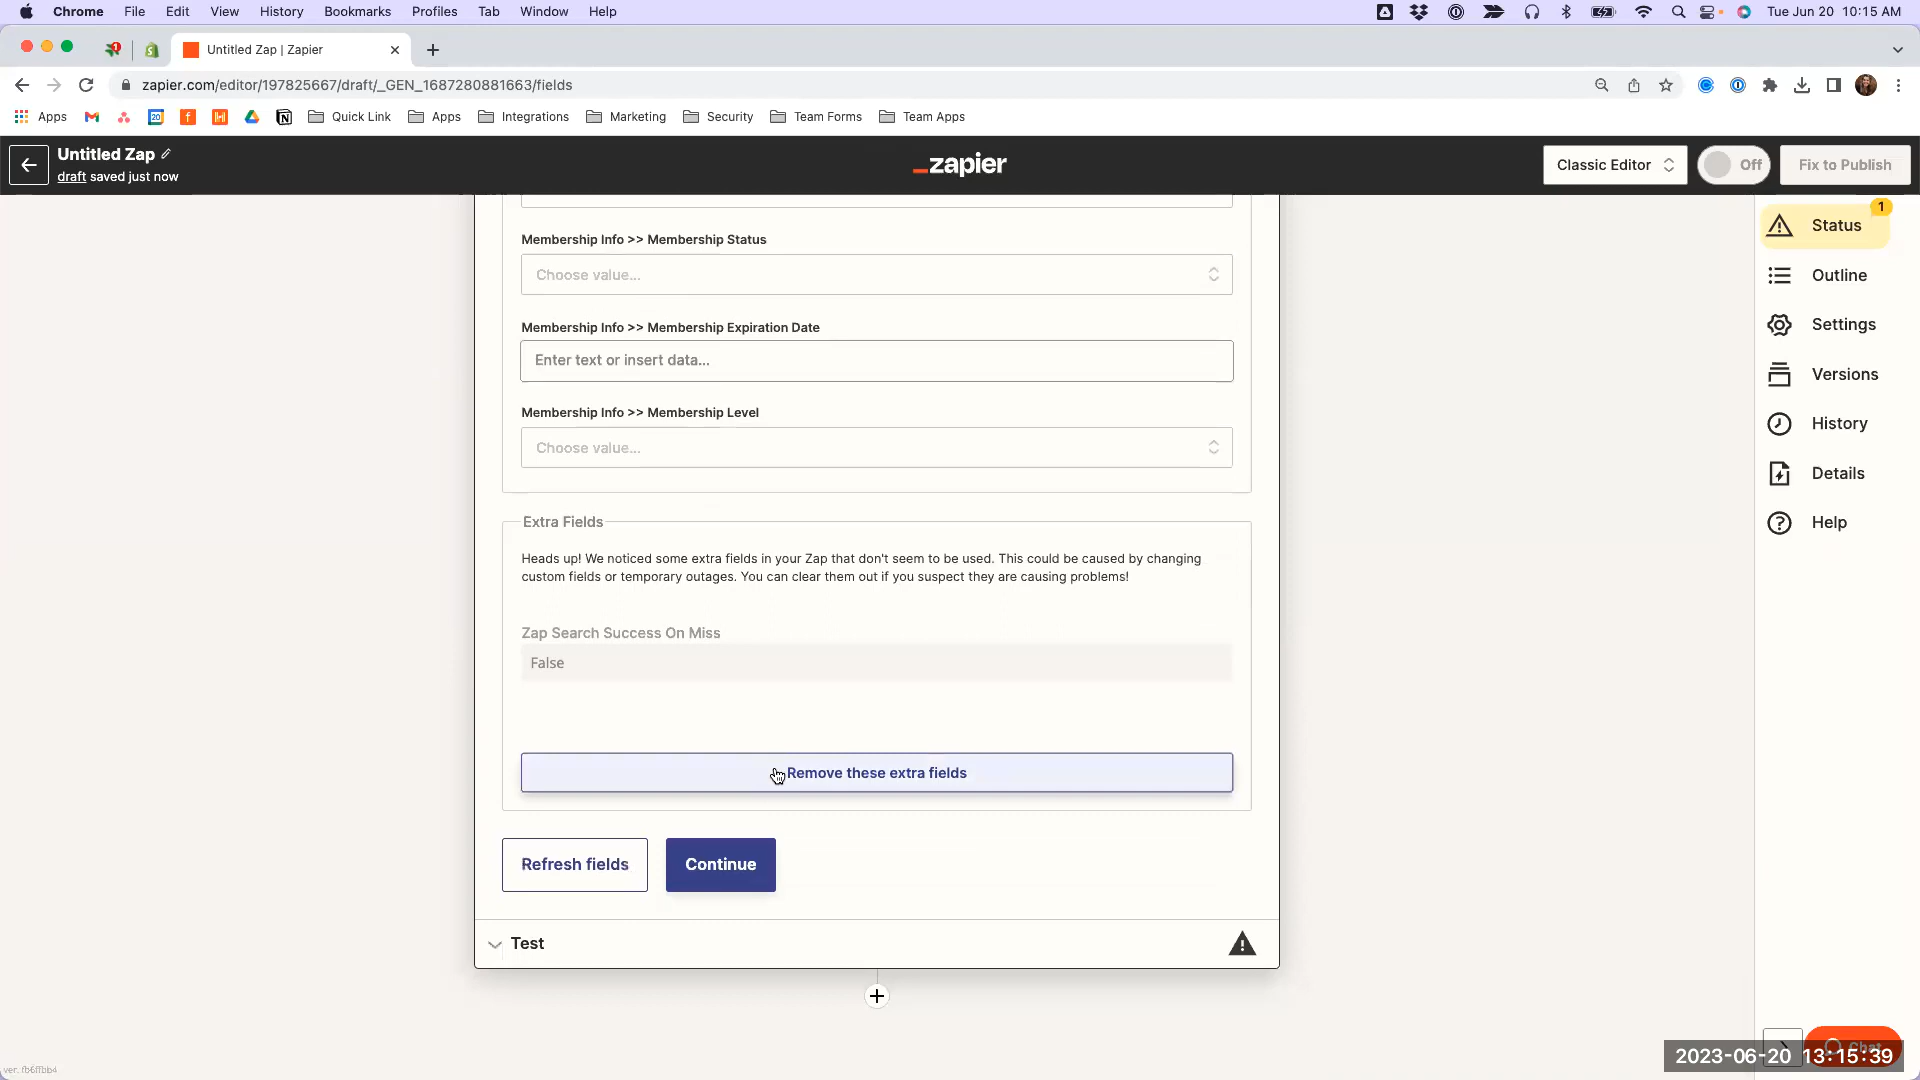 Chrome File Edit View History Bookmarks Profiles Tab Window Help Tue Jun 20 10:15 AM
Untitled Zap | Zapier
zapier.com/editor/197825667/draft/_GEN_1687280881663/fields
Apps Quick Link Apps Integrations Marketing Security Team Forms Team Apps
Untitled Zap
draft saved just now
_zapier
Classic Editor
Off
Fix to Publish
Membership Info >> Membership Status
Choose value...
Membership Info >> Membership Expiration Date
Enter text or insert data...
Membership Info >> Membership Level
Choose value...
Extra Fields
Heads up! We noticed some extra fields in your Zap that don't seem to be used. This could be caused by changing
custom fields or temporary outages. You can clear them out if you suspect they are causing problems!
Zap Search Success On Miss
False
Remove these extra fields
Refresh fields
Continue
Test
1
Status
Outline
Settings
Versions
History
Details
Help
Chat
2023-06-20 13:15:39
ver. fb6ffbb4